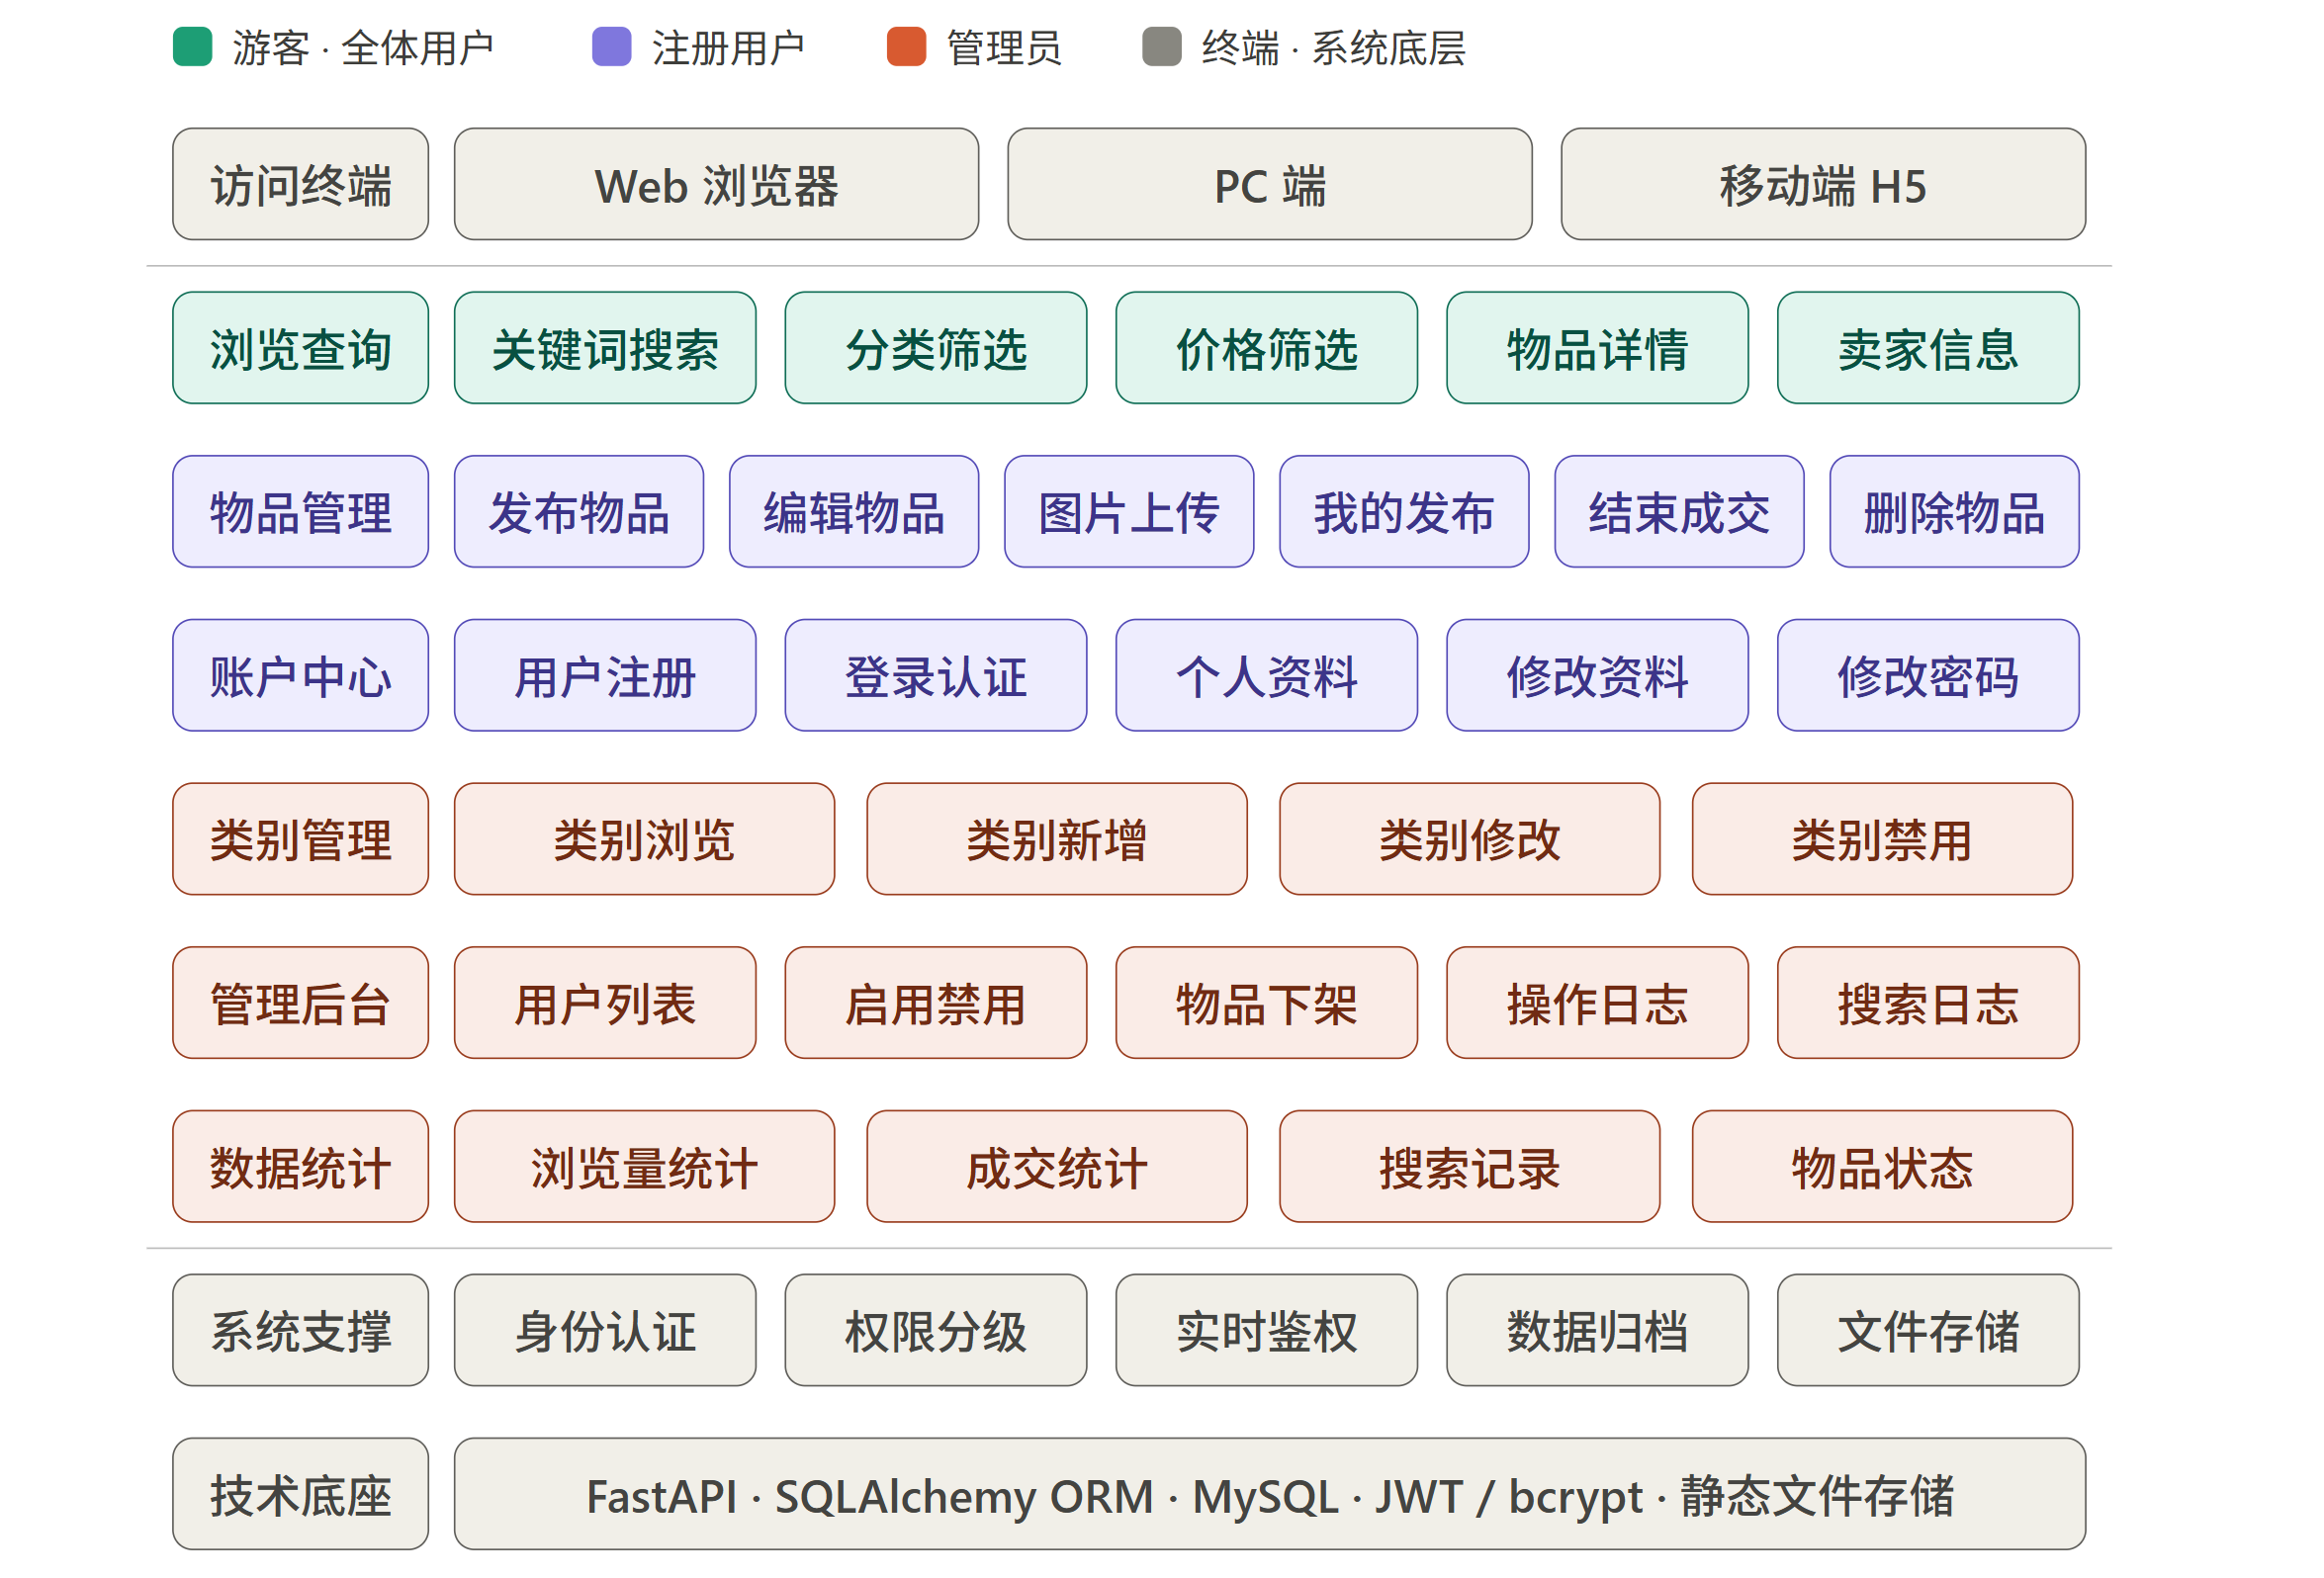 游客 · 全体用户 注册用户 管理员 终端 · 系统底层
访问终端 Web 浏览器 PC 端 移动端 H5
浏览查询 关键词搜索 分类筛选 价格筛选 物品详情 卖家信息
物品管理 发布物品 编辑物品 图片上传 我的发布 结束成交 删除物品
账户中心 用户注册 登录认证 个人资料 修改资料 修改密码
类别管理 类别浏览 类别新增 类别修改 类别禁用
管理后台 用户列表 启用禁用 物品下架 操作日志 搜索日志
数据统计 浏览量统计 成交统计 搜索记录 物品状态
系统支撑 身份认证 权限分级 实时鉴权 数据归档 文件存储
技术底座 FastAPI · SQLAlchemy ORM · MySQL · JWT / bcrypt · 静态文件存储